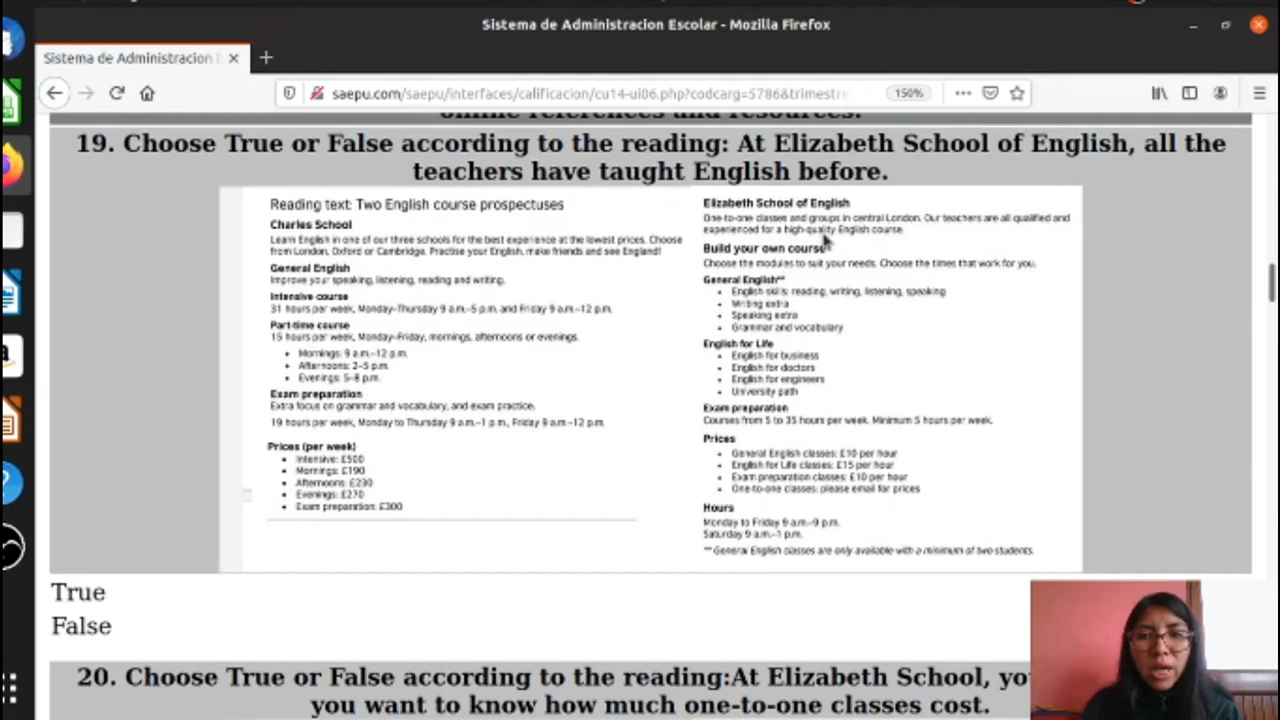 Sistema de Administracion Escolar - Mozilla Firefox
Sistema de Administracion
saepu.com/saepu/interfaces/calificacion/cu14-ui06.php?codcarg=5786&trimestre
150%
online references and resources.
19. Choose True or False according to the reading: At Elizabeth School of English, all the
teachers have taught English before.
Reading text: Two English course prospectuses
Charles School
Learn English in one of our three schools for the best experience at the lowest prices. Choose
from London, Oxford or Cambridge. Practise your English, make friends and see England!
General English
Improve your speaking, listening, reading and writing.
Intensive course
31 hours per week, Monday–Thursday 9 a.m.–5 p.m. and Friday 9 a.m.–12 p.m.
Part-time course
15 hours per week, Monday–Friday, mornings, afternoons or evenings.
• Mornings: 9 a.m.–12 p.m.
• Afternoons: 2–5 p.m.
• Evenings: 5–8 p.m.
Exam preparation
Extra focus on grammar and vocabulary, and exam practice.
19 hours per week, Monday to Thursday 9 a.m.–1 p.m., Friday 9 a.m.–12 p.m.
Prices (per week)
• Intensive: £500
• Mornings: £190
• Afternoons: £230
• Evenings: £270
• Exam preparation: £300
Elizabeth School of English
One-to-one classes and groups in central London. Our teachers are all qualified and
experienced for a high-quality English course.
Build your own course
Choose the modules to suit your needs. Choose the times that work for you.
General English**
• English skills: reading, writing, listening, speaking
• Writing extra
• Speaking extra
• Grammar and vocabulary
English for Life
• English for business
• English for doctors
• English for engineers
• University path
Exam preparation
Courses from 5 to 35 hours per week. Minimum 5 hours per week.
Prices
• General English classes: £10 per hour
• English for Life classes: £15 per hour
• Exam preparation classes: £10 per hour
• One-to-one classes: please email for prices
Hours
Monday to Friday 9 a.m.–9 p.m.
Saturday 9 a.m.–1 p.m.
**General English classes are only available with a minimum of two students.
True
False
20. Choose True or False according to the reading:At Elizabeth School, yo
you want to know how much one-to-one classes cost.